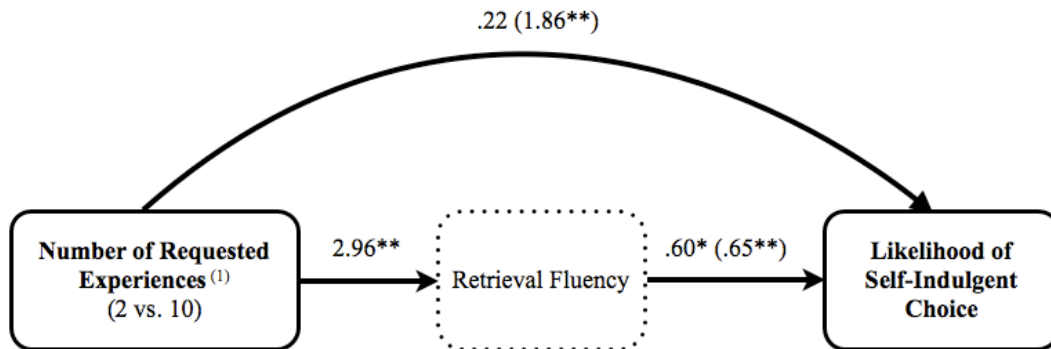 .22 (1.86**)
Number of Requested
Experiences (1)
(2 vs. 10)
2.96**
Retrieval Fluency
.60* (.65**)
Likelihood of
Self-Indulgent
Choice